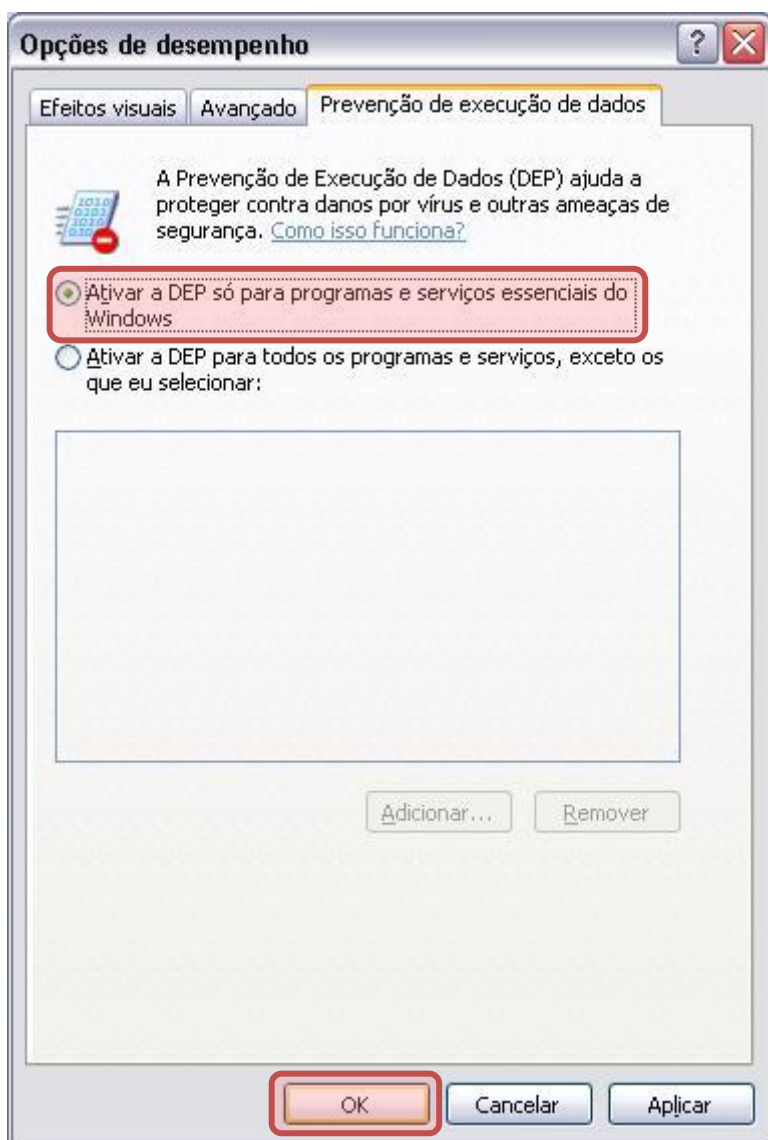 Opções de desempenho
Efeitos visuais
Avançado
Prevenção de execução de dados
A Prevenção de Execução de Dados (DEP) ajuda a
proteger contra danos por vírus e outras ameaças de
segurança. Como isso funciona?
Ativar a DEP só para programas e serviços essenciais do
Windows
Ativar a DEP para todos os programas e serviços, exceto os
que eu selecionar:
Adicionar...
Remover
OK
Cancelar
Aplicar